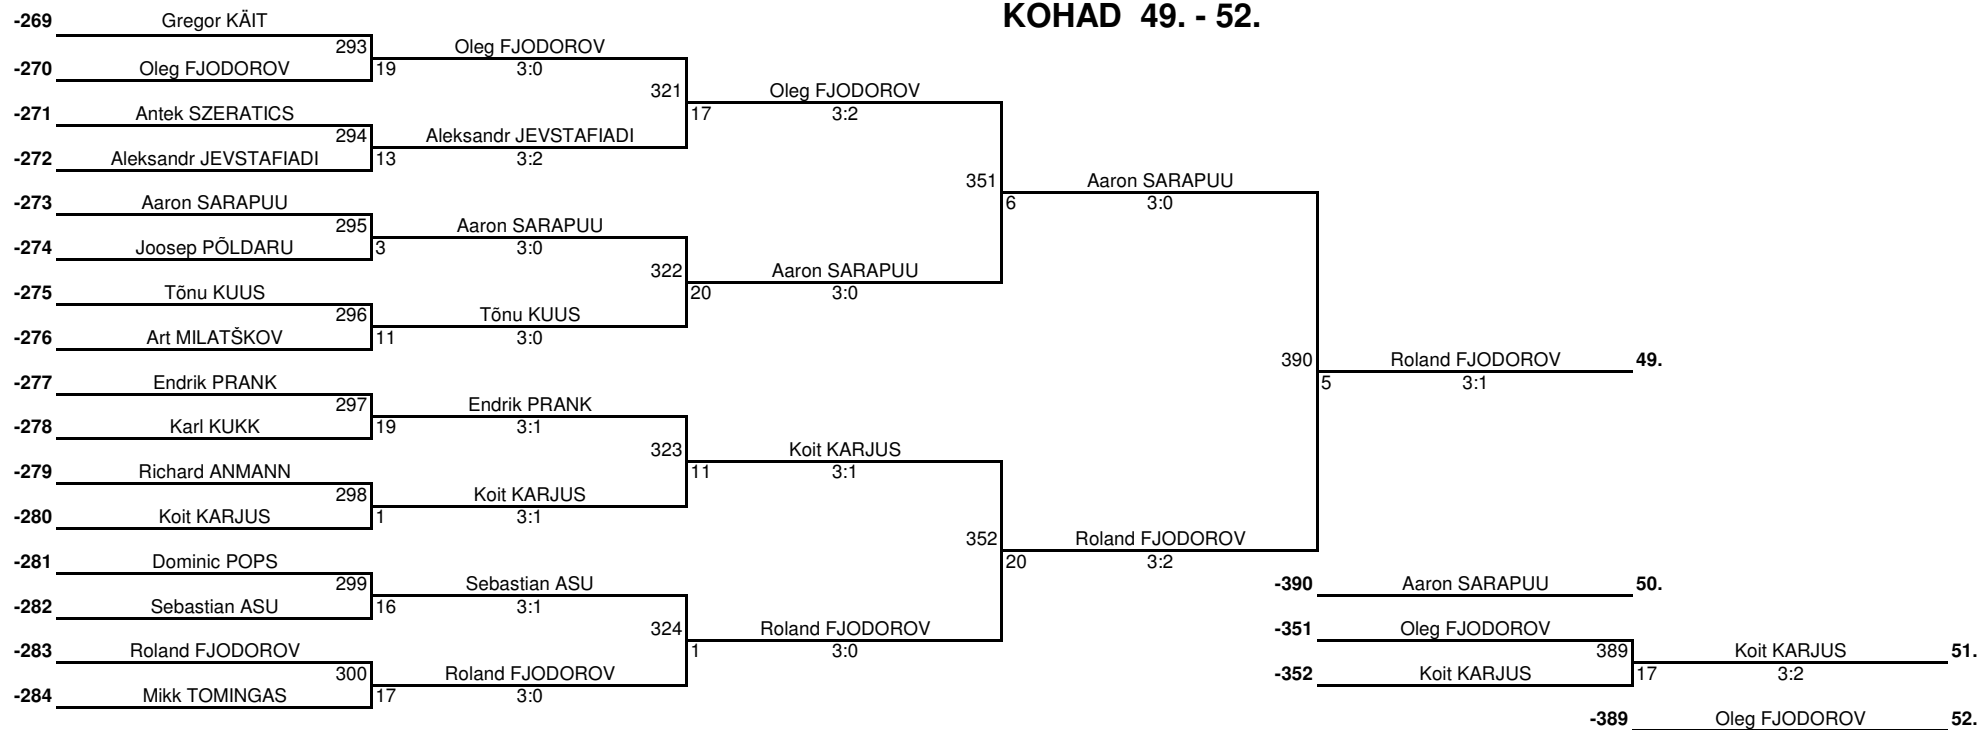 KOHAD 49. - 52.
-269 Gregor KÄIT
293 Oleg FJODOROV
-270 Oleg FJODOROV 19 3:0
321 Oleg FJODOROV
-271 Antek SZERATICS 17 3:2
294 Aleksandr JEVSTAFIADI
-272 Aleksandr JEVSTAFIADI 13 3:2
351 Aaron SARAPUU
-273 Aaron SARAPUU 6 3:0
295 Aaron SARAPUU
-274 Joosep PÕLDARU 3 3:0
322 Aaron SARAPUU
-275 Tõnu KUUS 20 3:0
296 Tõnu KUUS
-276 Art MILATŠKOV 11 3:0
390 Roland FJODOROV 49.
-277 Endrik PRANK 5 3:1
297 Endrik PRANK
-278 Karl KUKK 19 3:1
323 Koit KARJUS
-279 Richard ANMANN 11 3:1
298 Koit KARJUS
-280 Koit KARJUS 1 3:1
352 Roland FJODOROV
-281 Dominic POPS 20 3:2
299 Sebastian ASU -390 Aaron SARAPUU 50.
-282 Sebastian ASU 16 3:1
324 Roland FJODOROV -351 Oleg FJODOROV
-283 Roland FJODOROV 1 3:0 389 Koit KARJUS 51.
300 Roland FJODOROV -352 Koit KARJUS 17 3:2
-284 Mikk TOMINGAS 17 3:0
-389 Oleg FJODOROV 52.